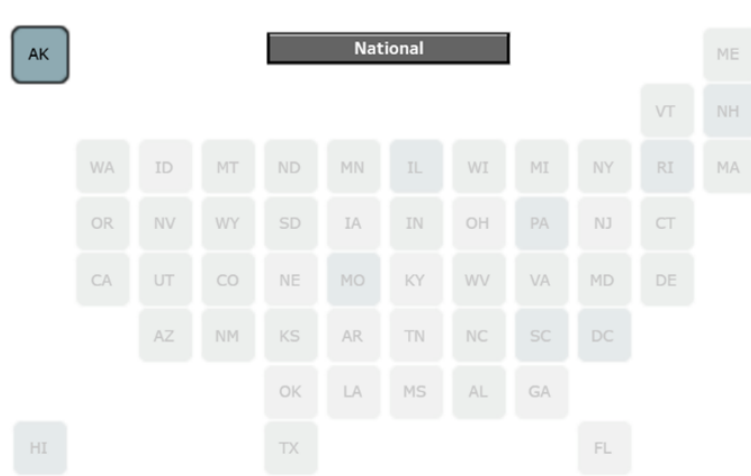 AK National ME
VT NH
WA ID MT ND MN IL WI MI NY RI MA
OR NV WY SD IA IN OH PA NJ CT
CA UT CO NE MO KY WV VA MD DE
AZ NM KS AR TN NC SC DC
OK LA MS AL GA
HI TX FL